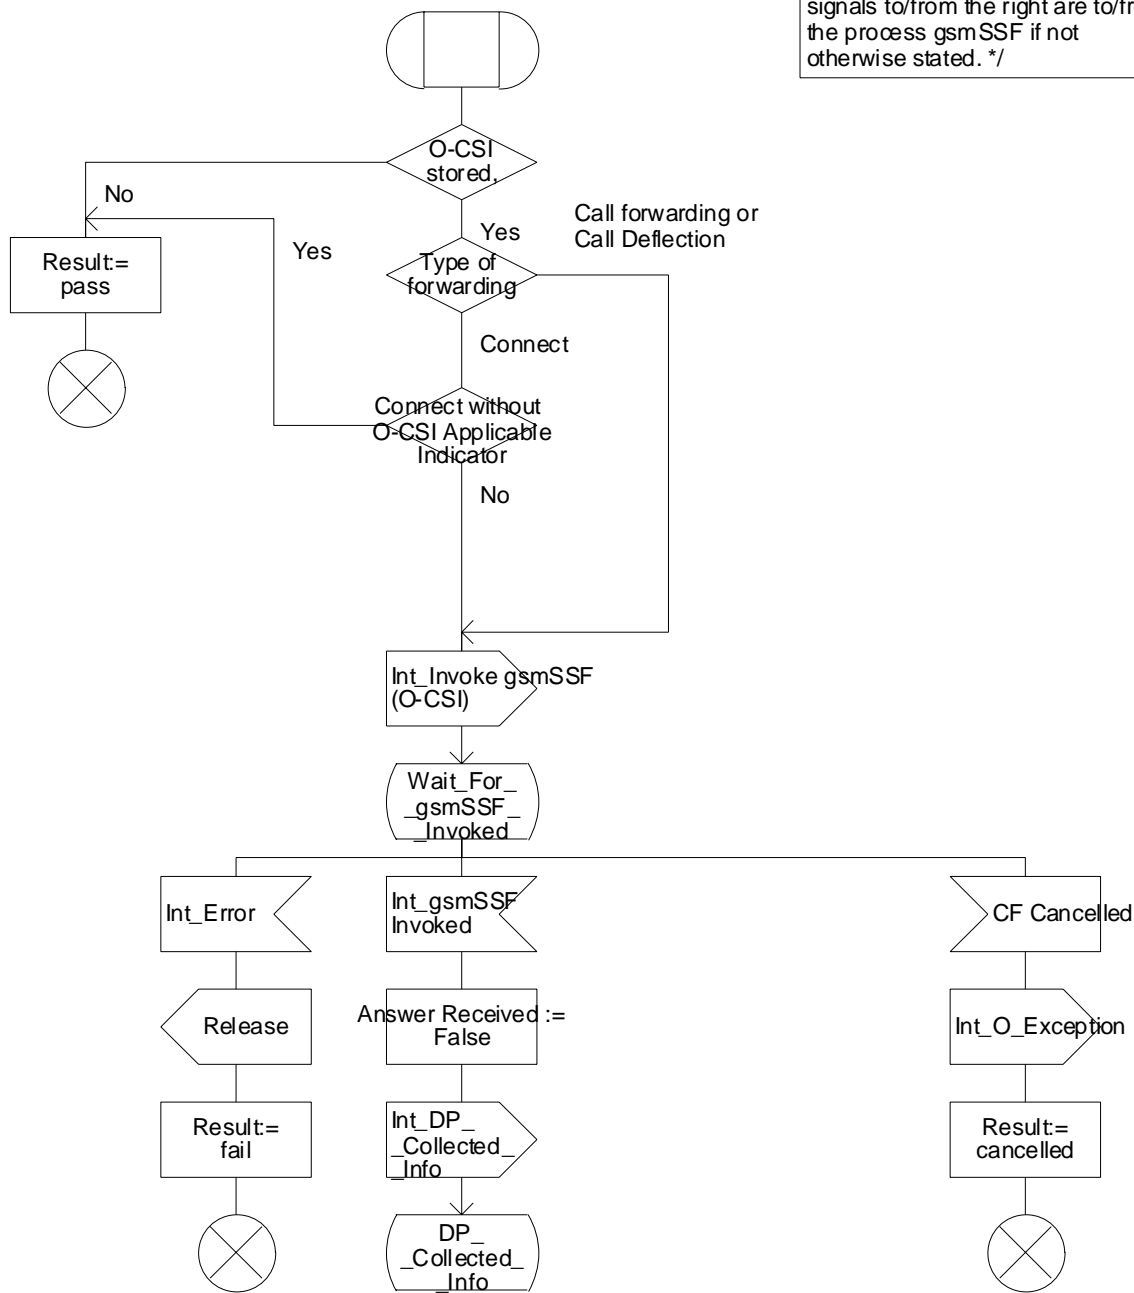 signals to/from the right are to/fr
the process gsmSSF if not
otherwise stated. */
O-CSI
stored,
No
Yes
Call forwarding or
Call Deflection
Yes
Result:=
pass
Type of
forwarding
Connect
Connect without
O-CSI Applicable
Indicator
No
Int_Invoke gsmSSF
(O-CSI)
Wait_For_
_gsmSSF_
_Invoked
Int_Error
Int_gsmSSF
Invoked
CF Cancelled
Release
Answer Received :=
False
Int_O_Exception
Result:=
fail
Int_DP_
_Collected_
_Info
Result:=
cancelled
DP_
_Collected_
_Info